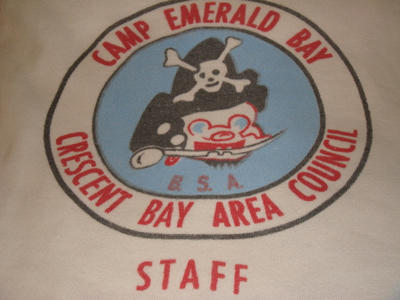 CAMP EMERALD BAY
B. S. A.
CRESCENT BAY AREA COUNCIL
STAFF